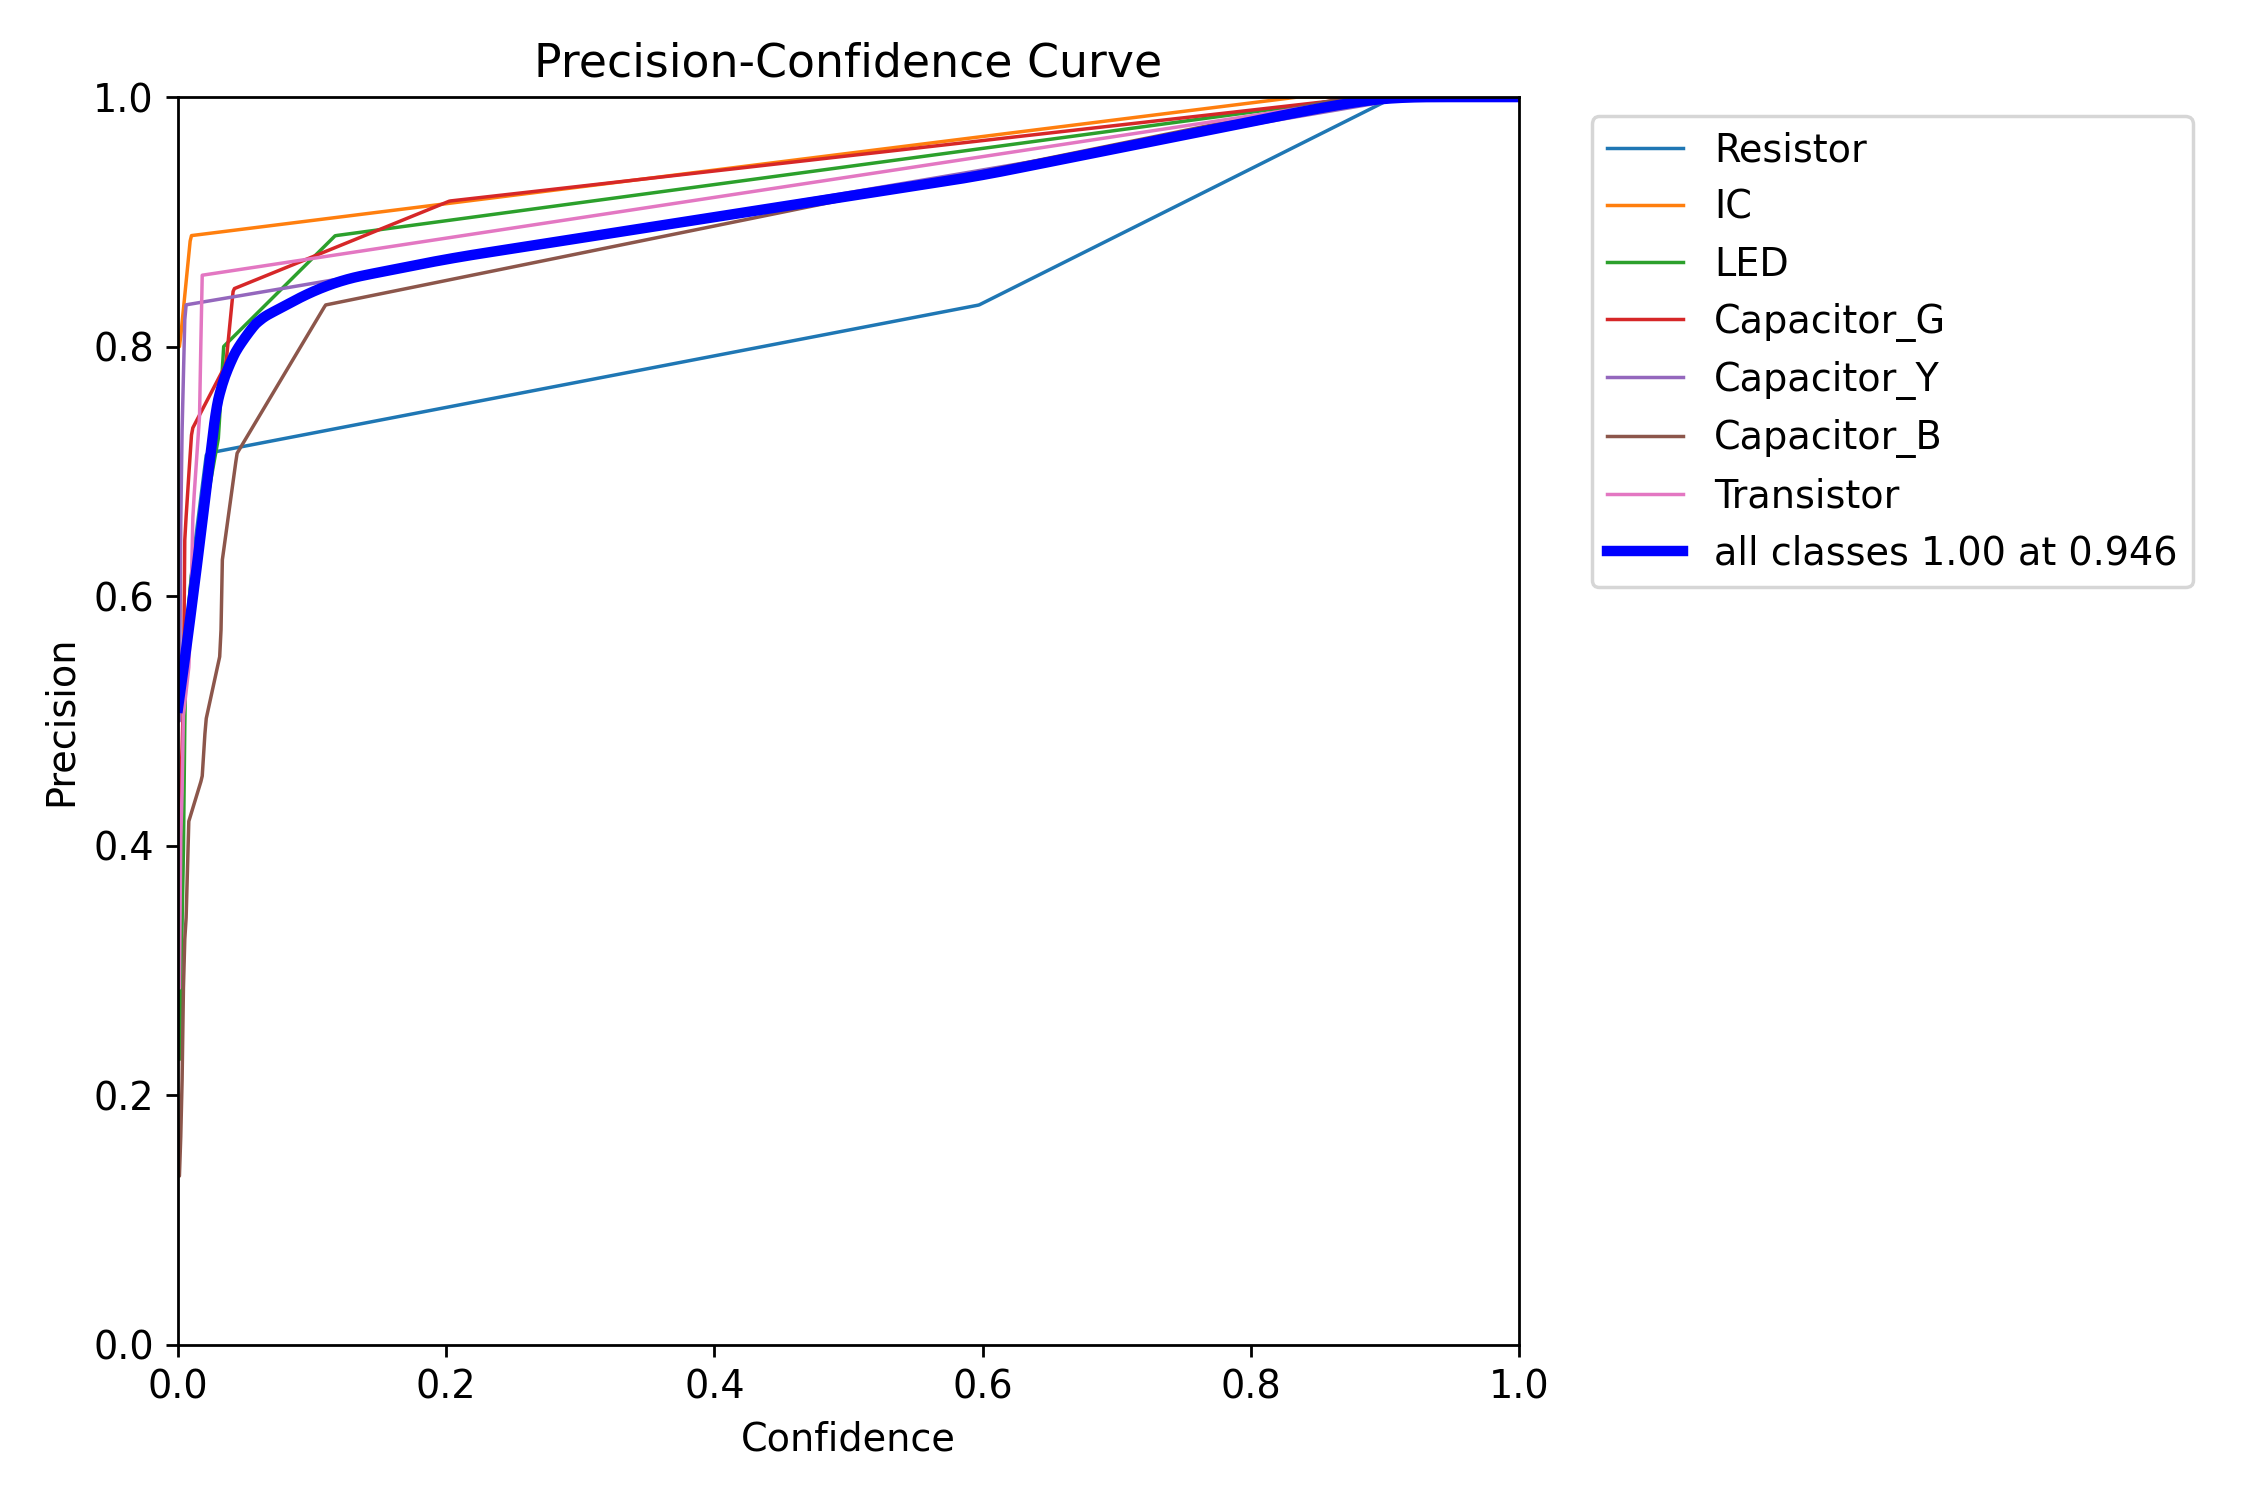 Precision-Confidence Curve
1.0
0.8
0.6
0.4
0.2
0.0
Precision
0.0 0.2 0.4 0.6 0.8 1.0
Confidence
Resistor
IC
LED
Capacitor_G
Capacitor_Y
Capacitor_B
Transistor
all classes 1.00 at 0.946